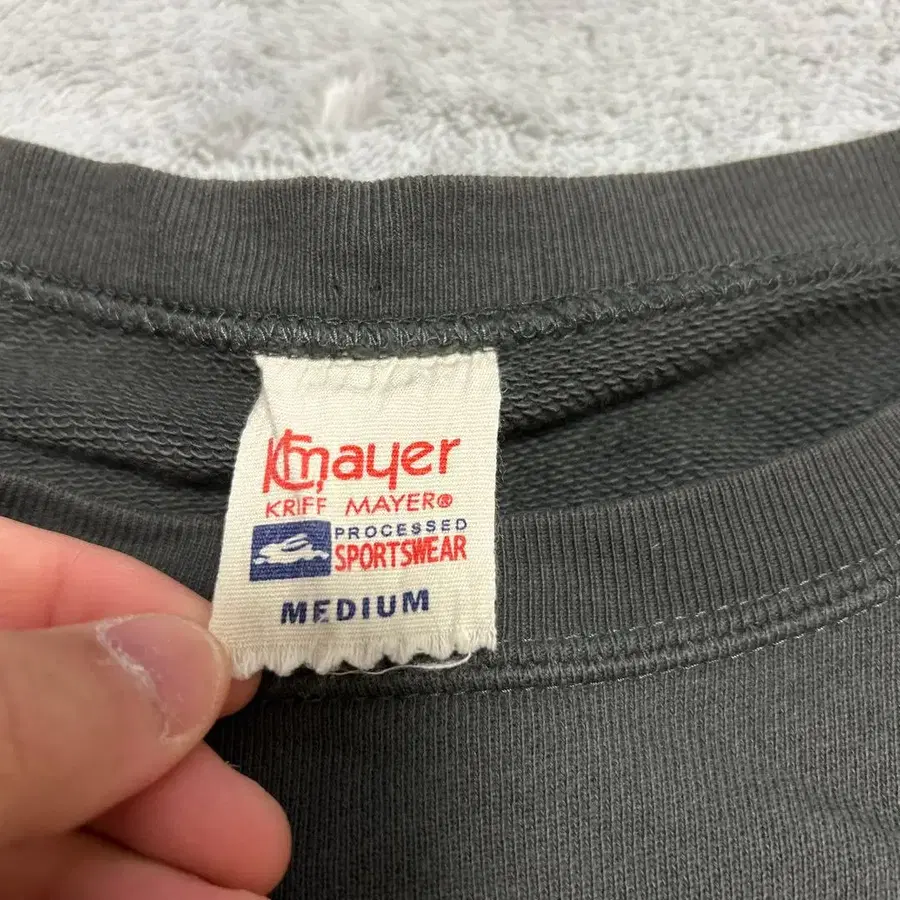 Kmayer
KRIFF MAYER®
PROCESSED
SPORTSWEAR
MEDIUM